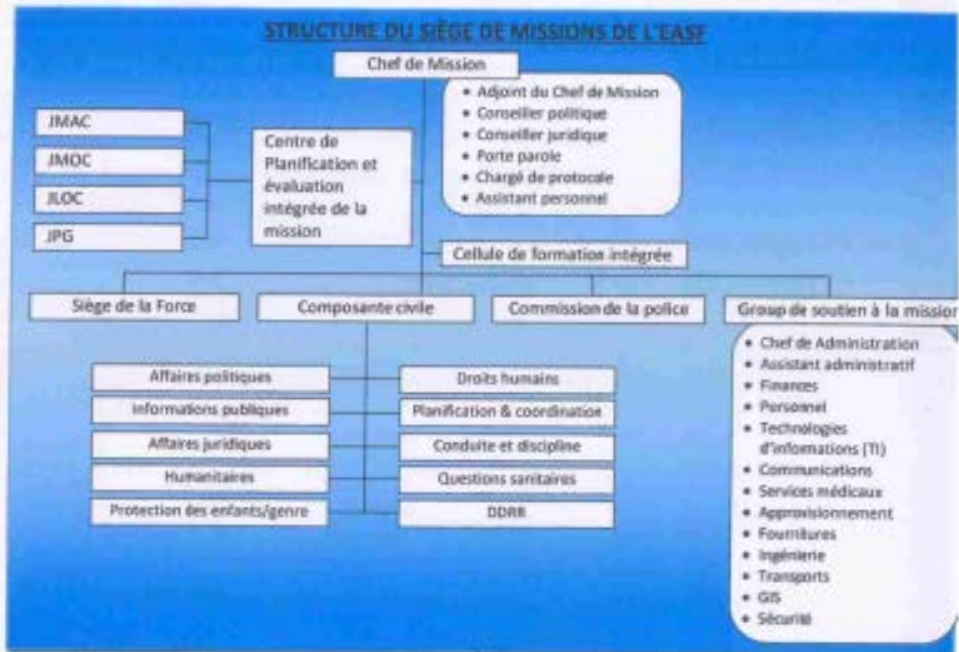 STRUCTURE DU SIÈGE DE MISSIONS DE L'EASF
Chef de Mission
• Adjoint du Chef de Mission
• Conseiller politique
• Conseiller juridique
• Porte parole
• Chargé de protocole
• Assistant personnel
JMAC
JMOC
JLOC
JPG
Centre de
Planification et
évaluation
intégrée de la
mission
Cellule de formation intégrée
Siège de la Force
Composante civile
Commission de la police
Group de soutien à la mission
Affaires politiques
Droits humains
Informations publiques
Planification & coordination
Affaires juridiques
Conduite et discipline
Humanitaires
Questions sanitaires
Protection des enfants/genre
DDRR
• Chef de Administration
• Assistant administratif
• Finances
• Personnel
• Technologies
d'informations (TI)
• Communications
• Services médicaux
• Approvisionnement
• Fournitures
• Ingénierie
• Transports
• GIS
• Sécurité